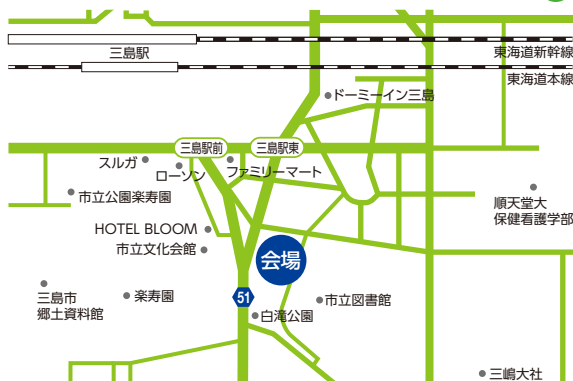 三島駅
東海道新幹線
東海道本線
ドーミーイン三島
三島駅前
三島駅東
スルガ
ローソン
ファミリーマート
市立公園楽寿園
順天堂大
保健看護学部
HOTEL BLOOM
市立文化会館
会場
三島市
郷土資料館
楽寿園
51
市立図書館
白滝公園
三嶋大社